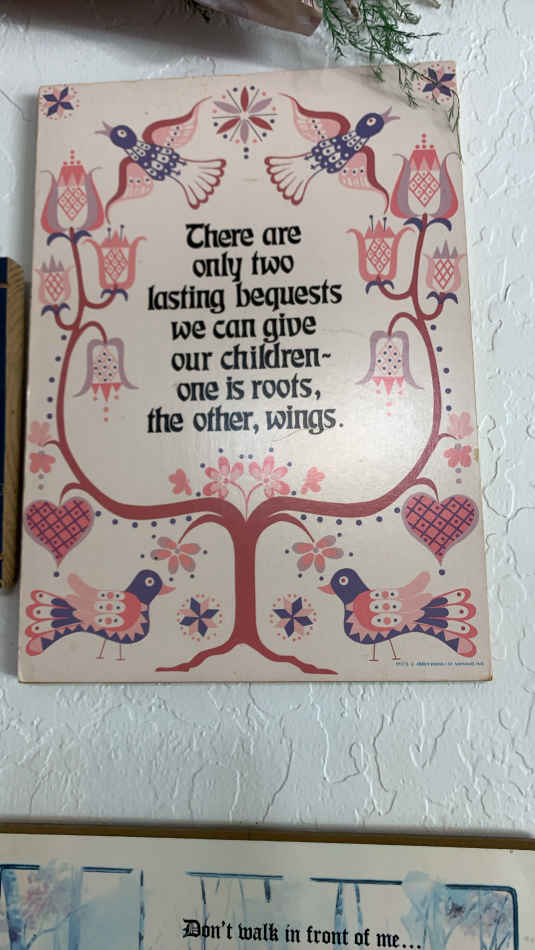 There are
only two
lasting bequests
we can give
our children~
one is roots,
the other, wings.
Don't walk in front of me...